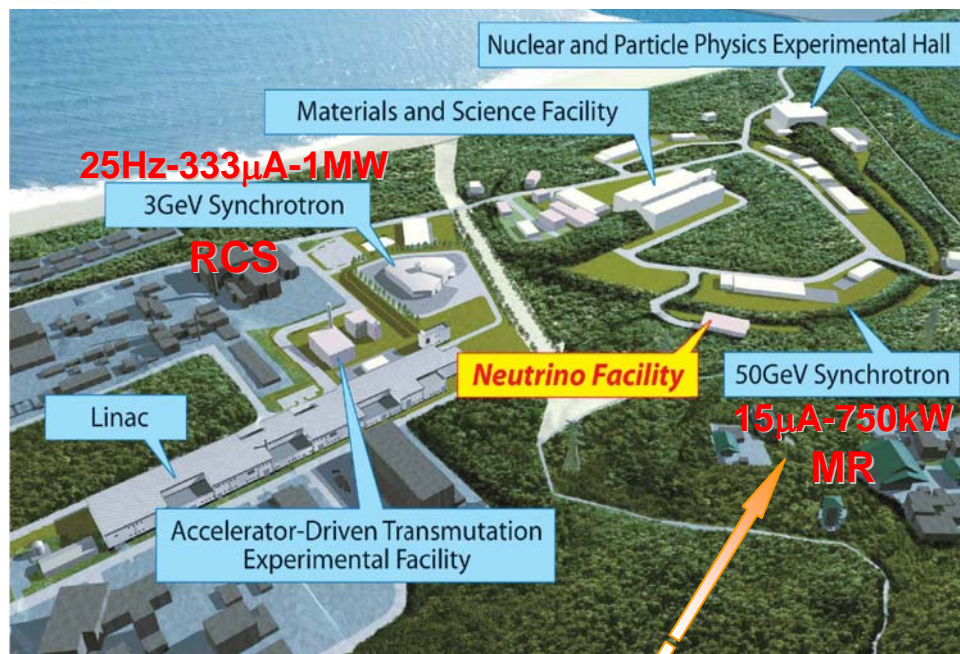 Nuclear and Particle Physics Experimental Hall
Materials and Science Facility
25Hz-333μA-1MW
3GeV Synchrotron
RCS
Neutrino Facility
50GeV Synchrotron
15μA-750kW
MR
Linac
Accelerator-Driven Transmutation
Experimental Facility